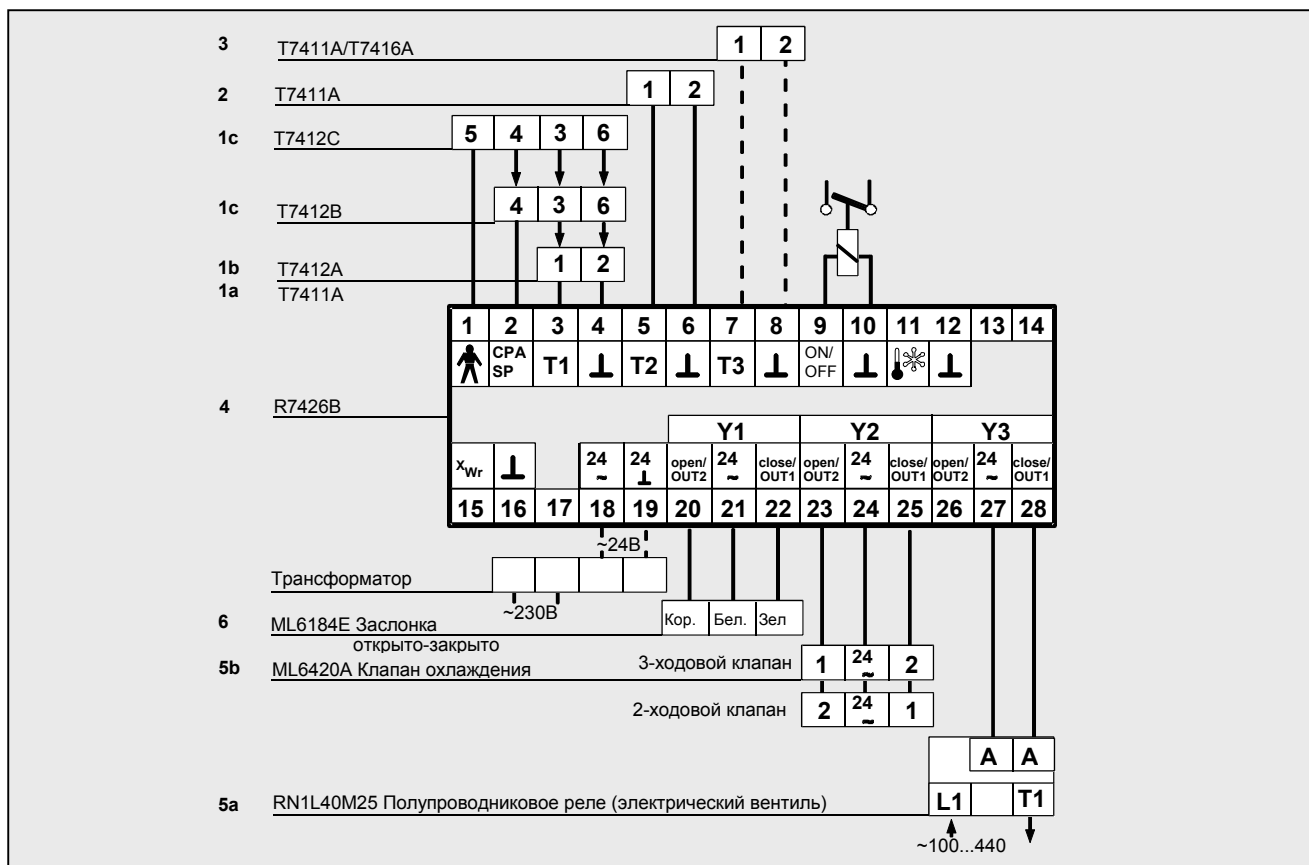 3 T7411A/T7416A 1 2
2 T7411A 1 2
1c T7412C 5 4 3 6
1c T7412B 4 3 6
1b T7412A 1 2
1a T7411A
1 2 3 4 5 6 7 8 9 10 11 12 13 14
CPA SP T1 T2 T3 ON/ OFF
4 R7426B
Y1 Y2 Y3
xWr 24 ~ 24 open/ OUT2 24 ~ close/ OUT1 open/ OUT2 24 ~ close/ OUT1 open/ OUT2 24 ~ close/ OUT1
15 16 17 18 19 20 21 22 23 24 25 26 27 28
~24В
Трансформатор
~230В
6 ML6184E Заслонка Кор. Бел. Зел
открыто-закрыто
5b ML6420A Клапан охлаждения 3-ходовой клапан 1 24 ~ 2
2-ходовой клапан 2 24 ~ 1
A A
5a RN1L40M25 Полупроводниковое реле (электрический вентиль) L1 T1
~100...440